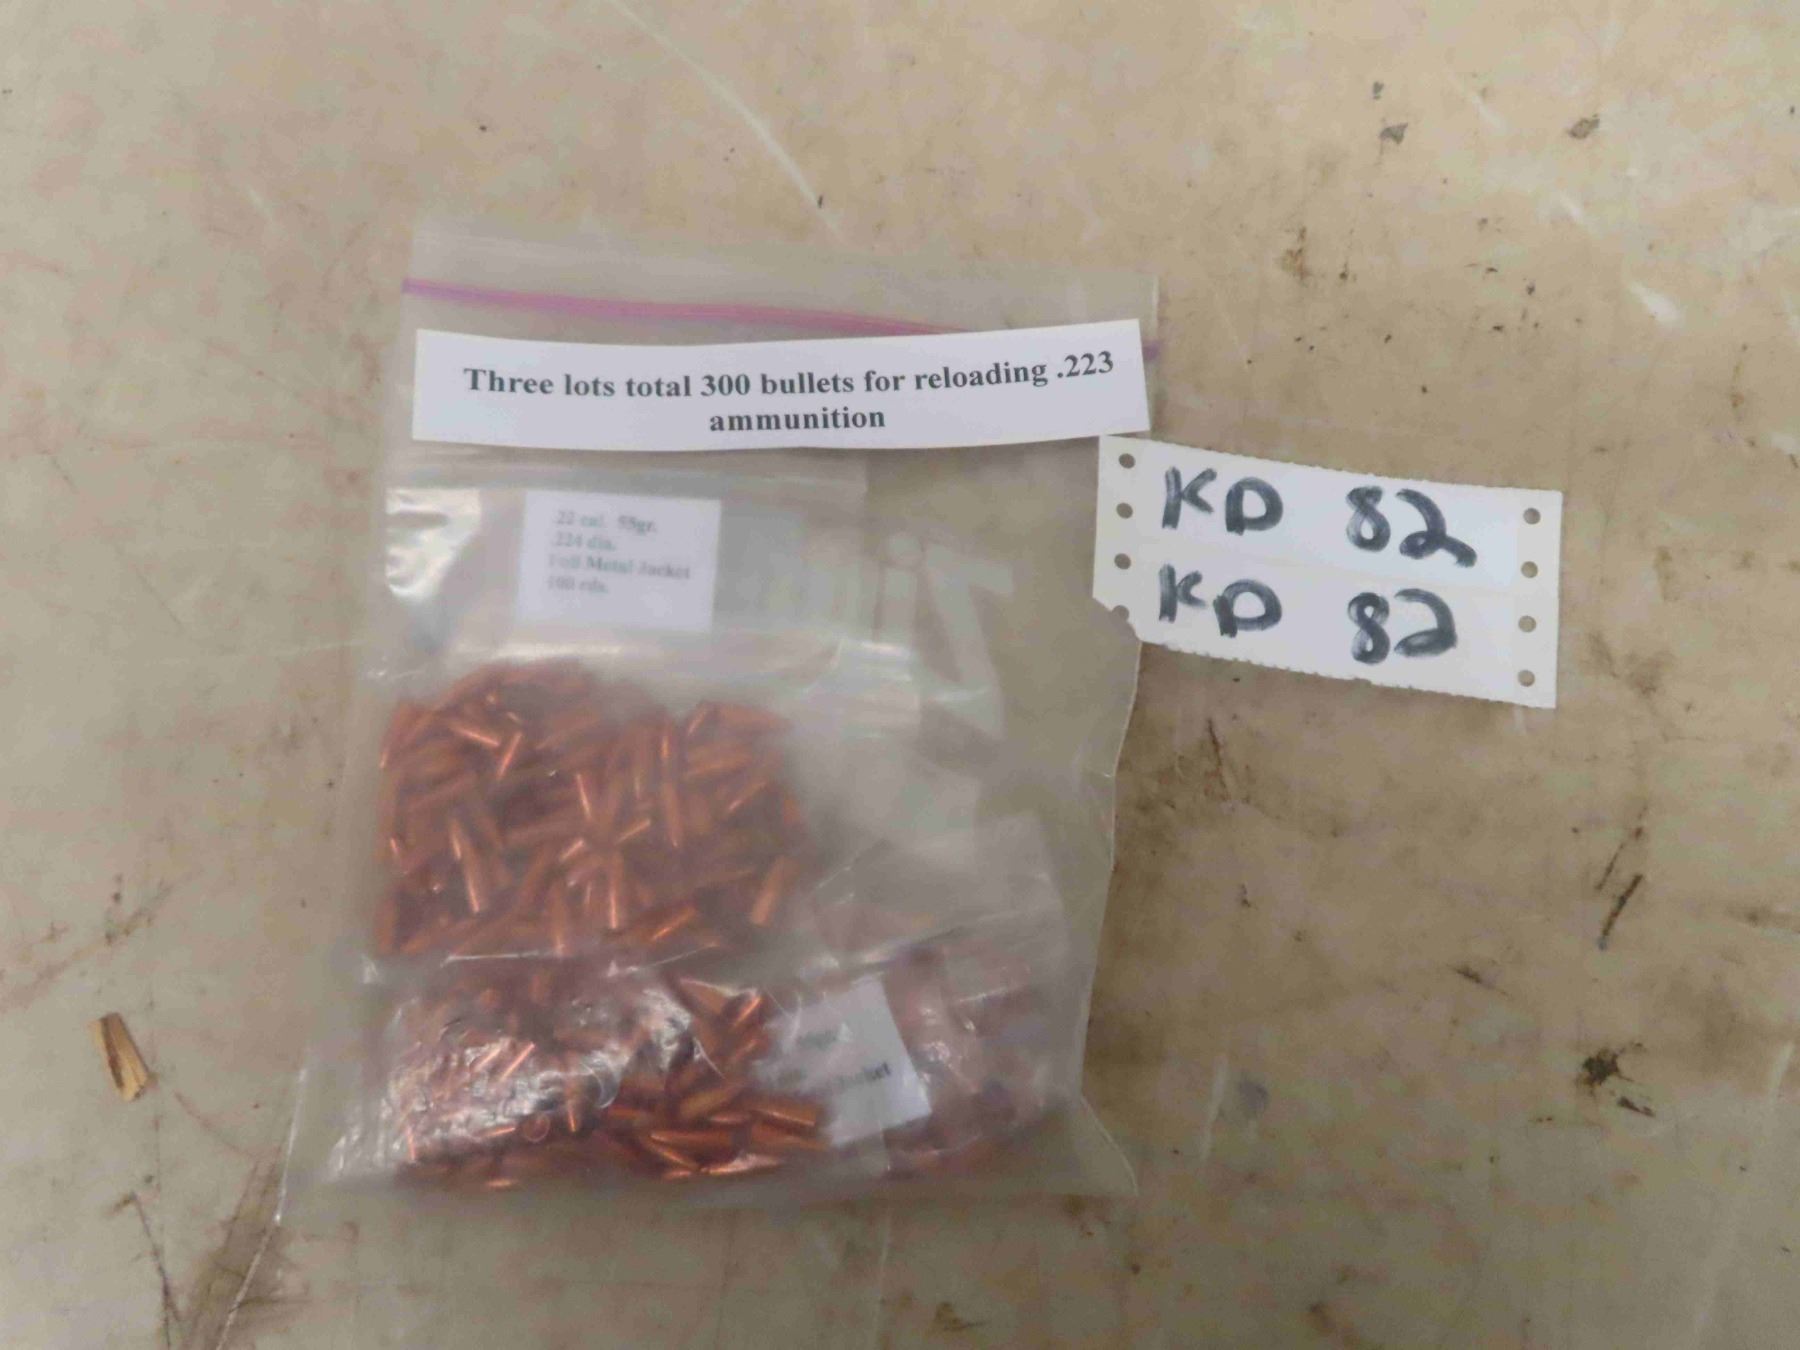 Three lots total 300 bullets for reloading .223
ammunition
.22 cal. 55gr.
.224 dia.
Full Metal Jacket
100 rds.
KD 82
KD 82
Jacket